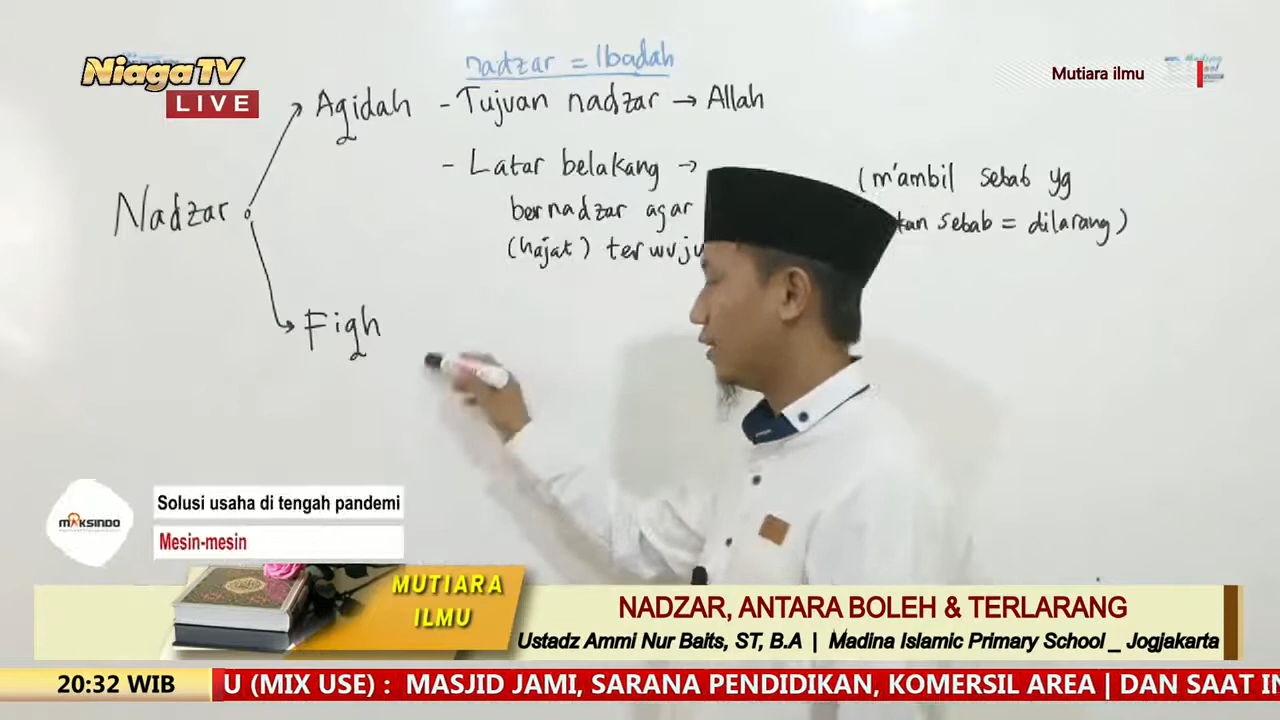 nadzar = Ibadah
NiagaTV
LIVE
Mutiara ilmu
Aqidah - Tujuan nadzar → Allah
- Latar belakang →
(m'ambil sebab yg
Nadzar
bernadzar agar
sebab = dilarang)
(hajat)
Fiqh
MAKSINDO
Solusi usaha di tengah pandemi
Mesin-mesin
MUTIARA
ILMU
NADZAR, ANTARA BOLEH & TERLARANG
Ustadz Ammi Nur Baits, ST, B.A | Madina Islamic Primary School _ Jogjakarta
20:32 WIB
U (MIX USE) : MASJID JAMI, SARANA PENDIDIKAN, KOMERSIL AREA | DAN SAAT IN